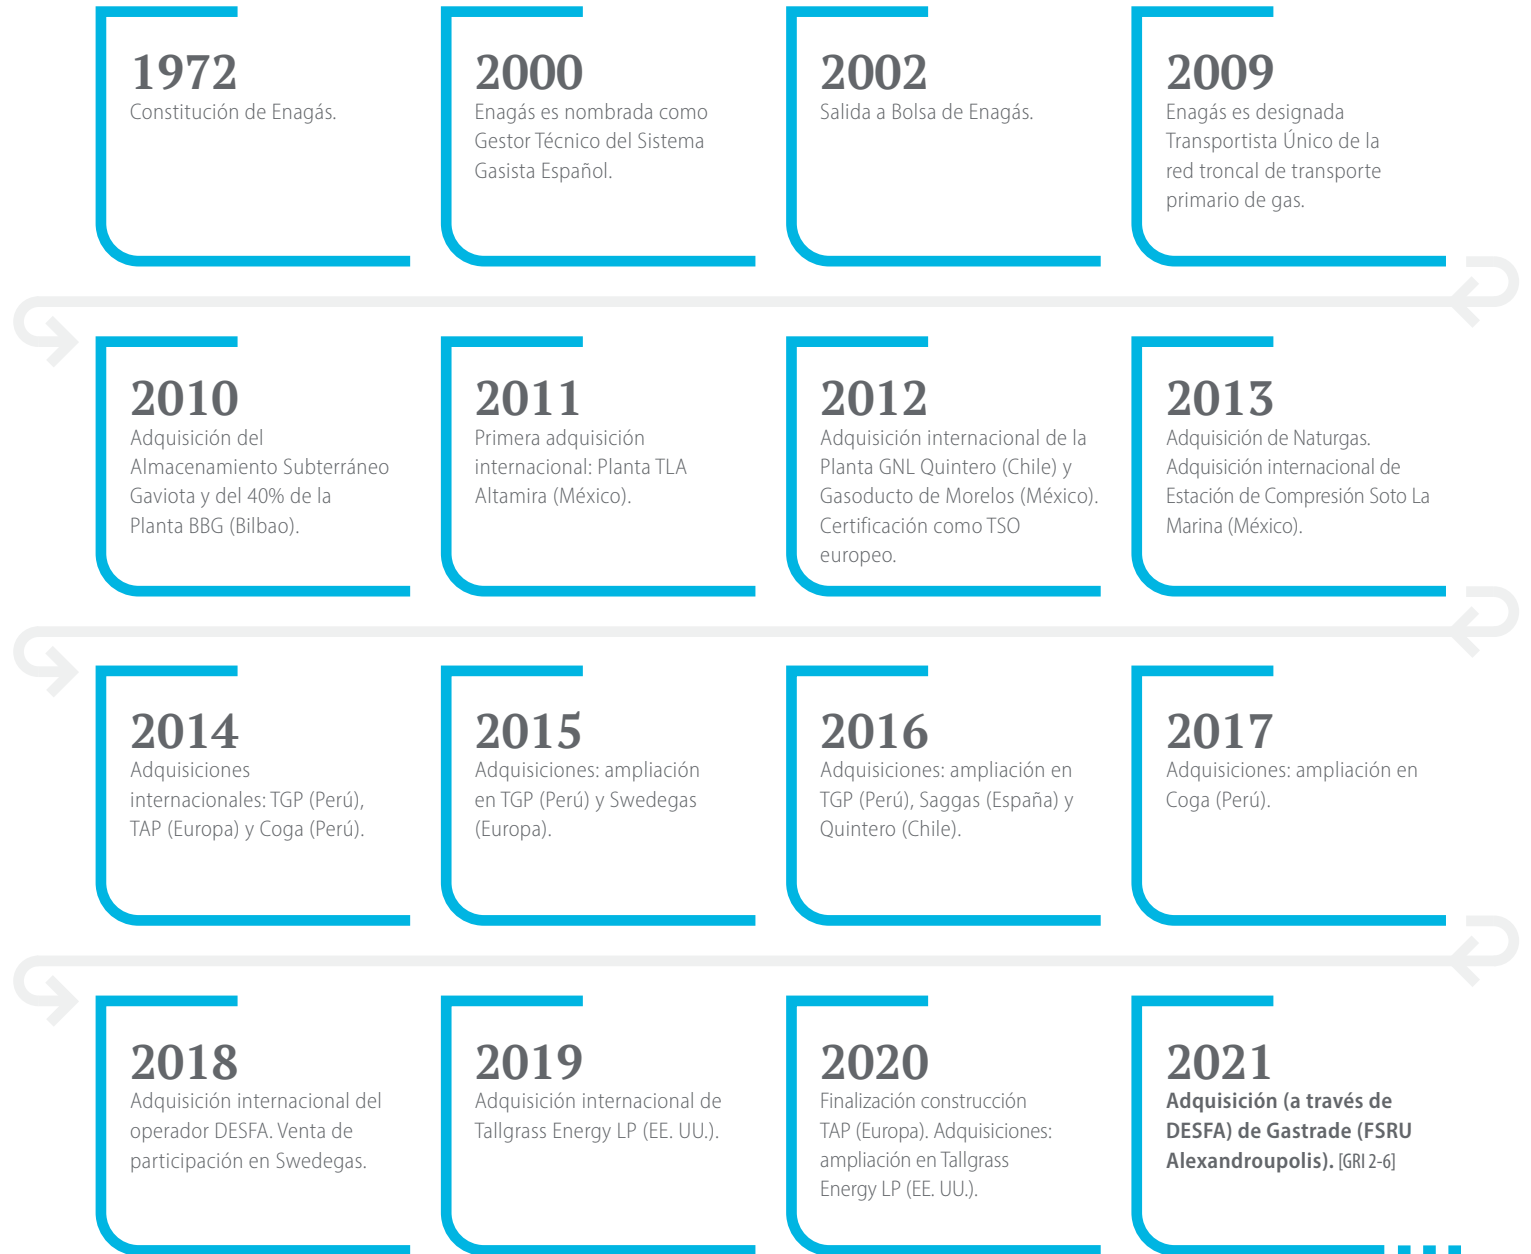 1972
Constitución de Enagás.
2000
Enagás es nombrada como
Gestor Técnico del Sistema
Gasista Español.
2002
Salida a Bolsa de Enagás.
2009
Enagás es designada
Transportista Único de la
red troncal de transporte
primario de gas.
2010
Adquisición del
Almacenamiento Subterráneo
Gaviota y del 40% de la
Planta BBG (Bilbao).
2011
Primera adquisición
internacional: Planta TLA
Altamira (México).
2012
Adquisición internacional de la
Planta GNL Quintero (Chile) y
Gasoducto de Morelos (México).
Certificación como TSO
europeo.
2013
Adquisición de Naturgas.
Adquisición internacional de
Estación de Compresión Soto La
Marina (México).
2014
Adquisiciones
internacionales: TGP (Perú),
TAP (Europa) y Coga (Perú).
2015
Adquisiciones: ampliación
en TGP (Perú) y Swedegas
(Europa).
2016
Adquisiciones: ampliación en
TGP (Perú), Saggas (España) y
Quintero (Chile).
2017
Adquisiciones: ampliación en
Coga (Perú).
2018
Adquisición internacional del
operador DESFA. Venta de
participación en Swedegas.
2019
Adquisición internacional de
Tallgrass Energy LP (EE. UU.).
2020
Finalización construcción
TAP (Europa). Adquisiciones:
ampliación en Tallgrass
Energy LP (EE. UU.).
2021
Adquisición (a través de
DESFA) de Gastrade (FSRU
Alexandroupolis). [GRI 2-6]